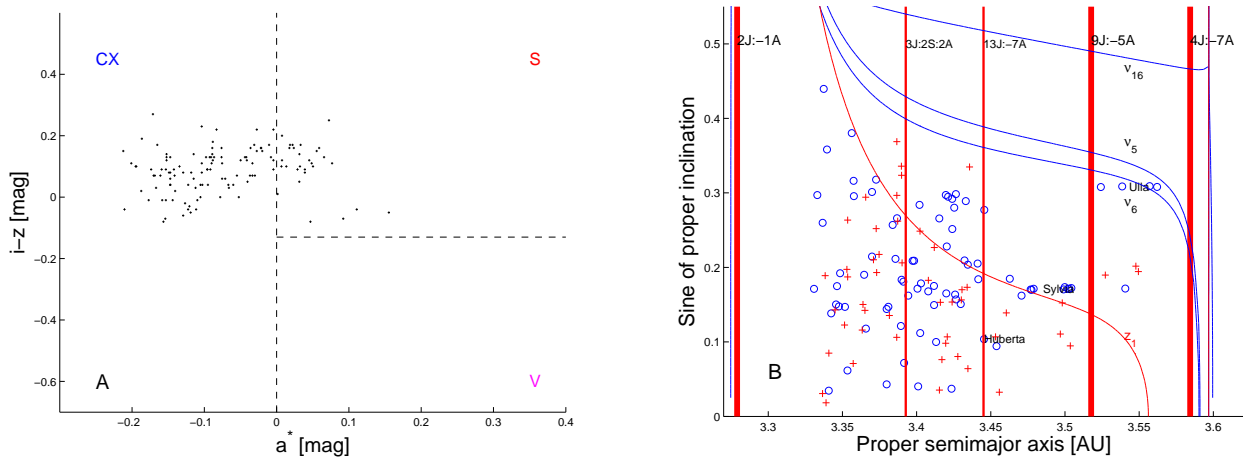 CX
S
A
V
0.4
0.2
0
−0.2
−0.4
−0.6
−0.2
−0.1
0
0.1
0.2
0.3
0.4
a* [mag]
i−z [mag]
2J:−1A
3J:2S:2A
13J:−7A
9J:−5A
4J:−7A
ν16
ν5
Ulla
ν6
Sylvia
Huberta
z1
B
0.5
0.4
0.3
0.2
0.1
0
3.3
3.35
3.4
3.45
3.5
3.55
3.6
Proper semimajor axis [AU]
Sine of proper inclination